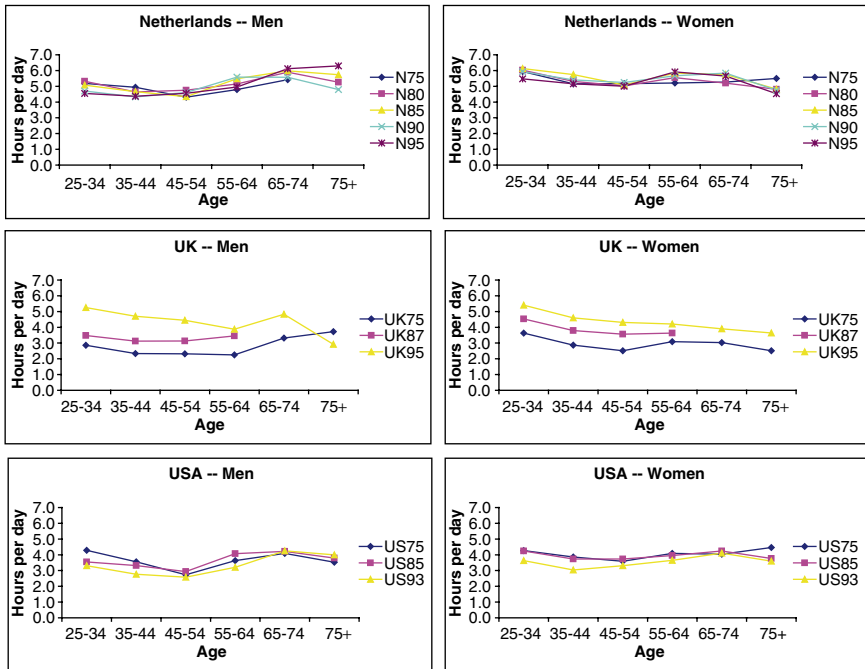 Netherlands -- Men
Hours per day
7.0
6.0
5.0
4.0
3.0
2.0
1.0
0.0
25-34 35-44 45-54 55-64 65-74 75+
Age
N75
N80
N85
N90
N95
Netherlands -- Women
Hours per day
7.0
6.0
5.0
4.0
3.0
2.0
1.0
0.0
25-34 35-44 45-54 55-64 65-74 75+
Age
N75
N80
N85
N90
N95
UK -- Men
Hours per day
7.0
6.0
5.0
4.0
3.0
2.0
1.0
0.0
25-34 35-44 45-54 55-64 65-74 75+
Age
UK75
UK87
UK95
UK -- Women
Hours per day
7.0
6.0
5.0
4.0
3.0
2.0
1.0
0.0
25-34 35-44 45-54 55-64 65-74 75+
Age
UK75
UK87
UK95
USA -- Men
Hours per day
7.0
6.0
5.0
4.0
3.0
2.0
1.0
0.0
25-34 35-44 45-54 55-64 65-74 75+
Age
US75
US85
US93
USA -- Women
Hours per day
7.0
6.0
5.0
4.0
3.0
2.0
1.0
0.0
25-34 35-44 45-54 55-64 65-74 75+
Age
US75
US85
US93